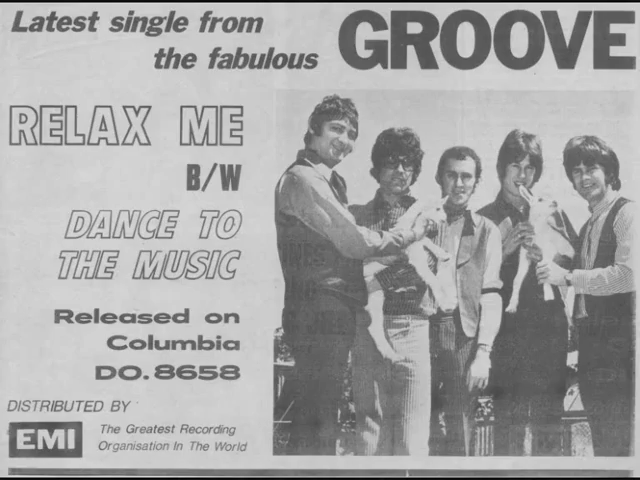 Latest single from
the fabulous
GROOVE
RELAX ME
B/W
DANCE TO
THE MUSIC
Released on
Columbia
DO.8658
DISTRIBUTED BY
EMI
The Greatest Recording
Organisation In The World